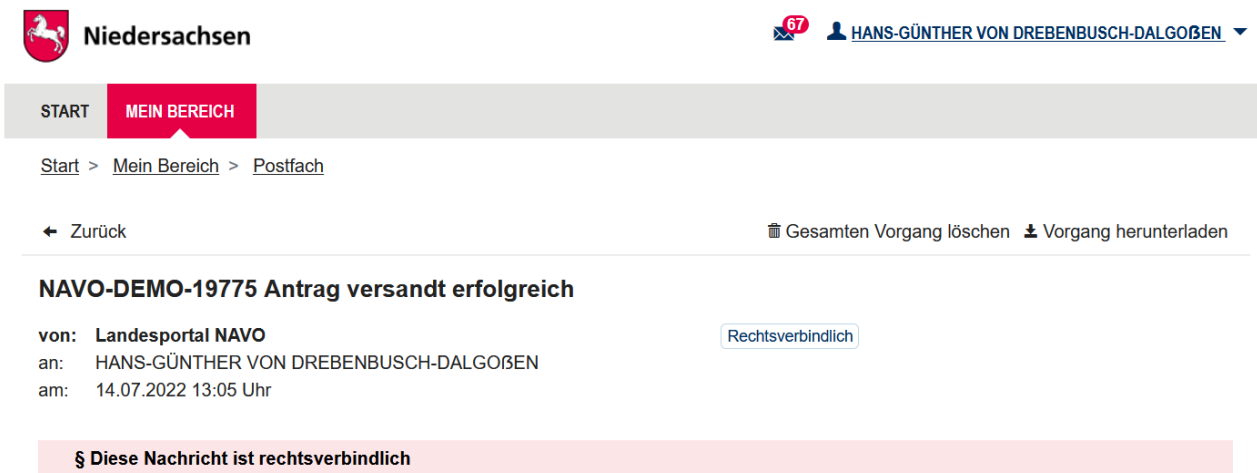 Niedersachsen
67 HANS-GÜNTHER VON DREBENBUSCH-DALGOßEN
START MEIN BEREICH
Start > Mein Bereich > Postfach
Zurück Gesamten Vorgang löschen Vorgang herunterladen
NAVO-DEMO-19775 Antrag versandt erfolgreich
von: Landesportal NAVO Rechtsverbindlich
an: HANS-GÜNTHER VON DREBENBUSCH-DALGOßEN
am: 14.07.2022 13:05 Uhr
§ Diese Nachricht ist rechtsverbindlich